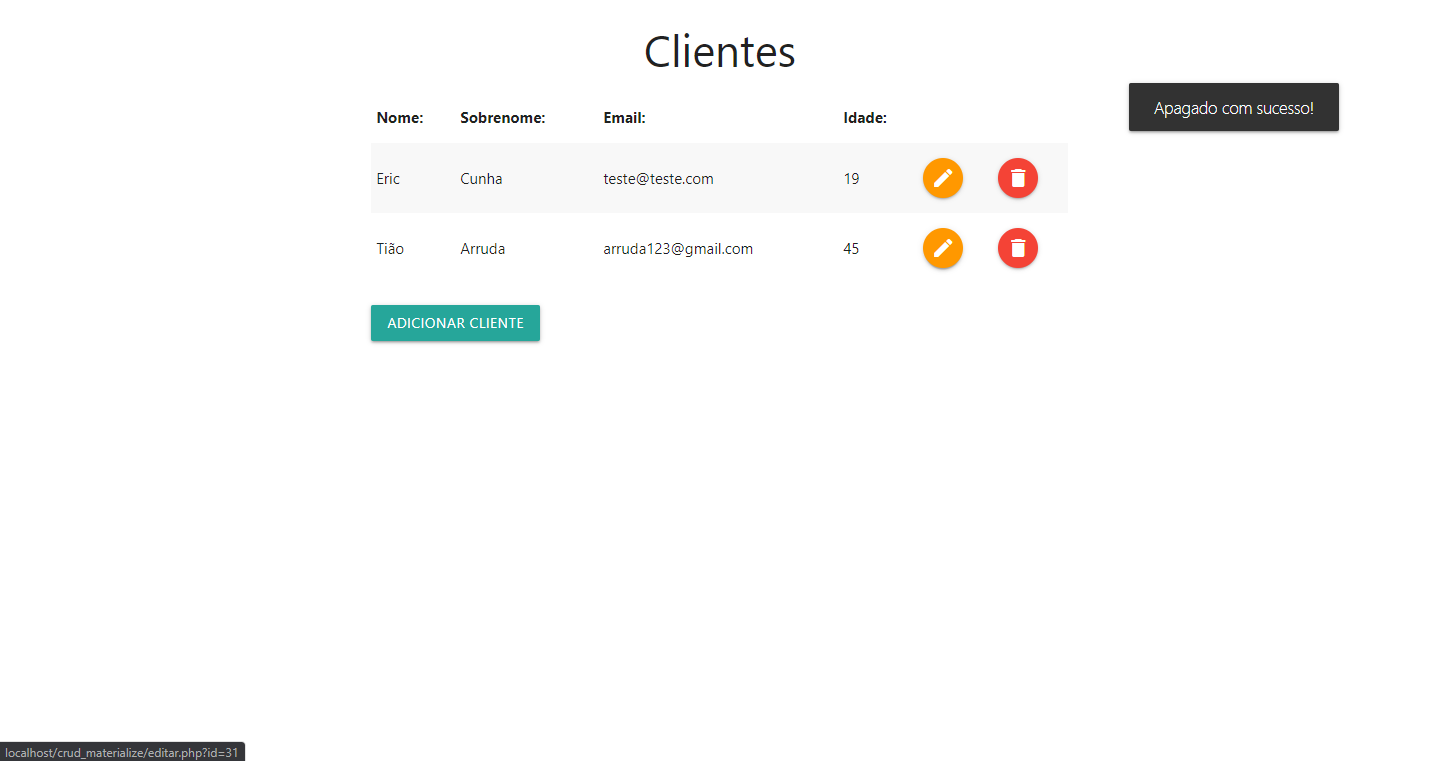 Clientes
Apagado com sucesso!
Nome: Sobrenome: Email: Idade:
Eric Cunha teste@teste.com 19
Tião Arruda arruda123@gmail.com 45
ADICIONAR CLIENTE
localhost/crud_materialize/editar.php?id=31